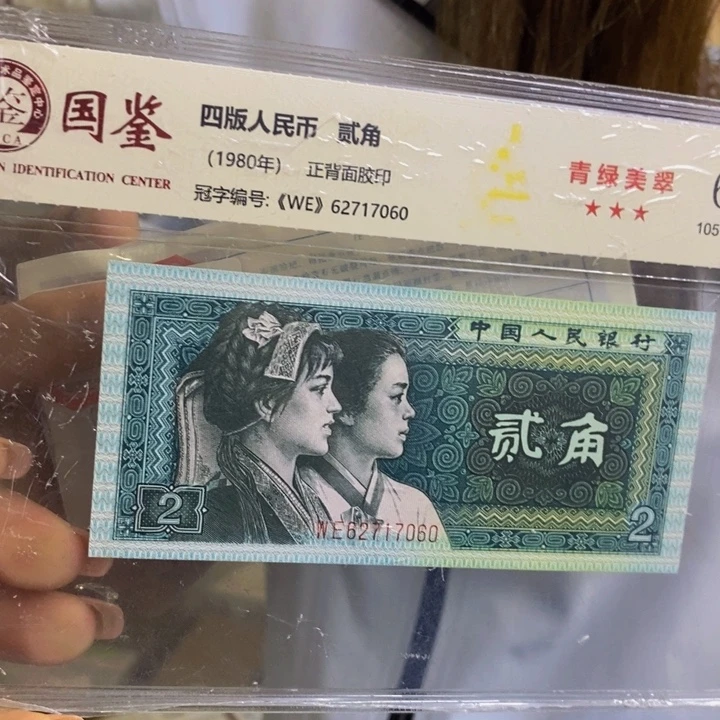 国鉴
N IDENTIFICATION CENTER
四版人民币 贰角
（1980年） 正背面胶印
冠字编号:《WE》62717060
青绿美翠
★★★
6
105
中国人民银行
贰角
2
WE62717060
2